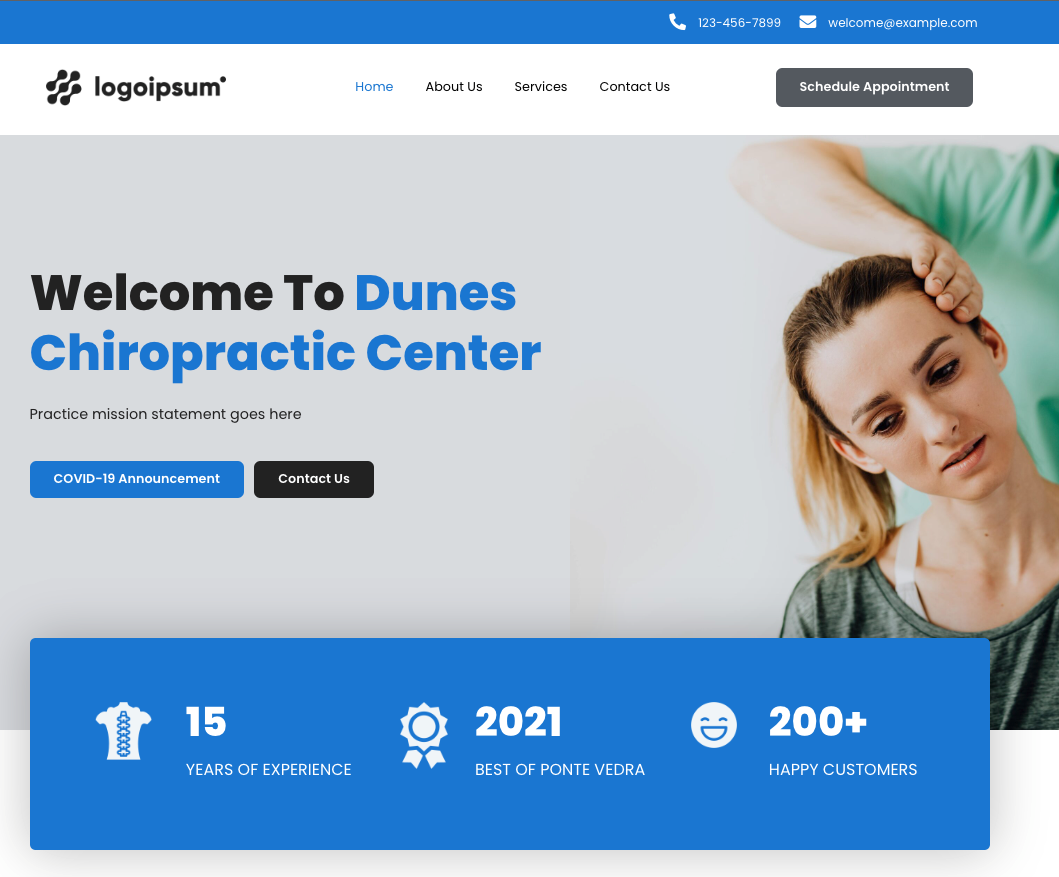 123-456-7899 welcome@example.com
logoipsum
Home About Us Services Contact Us Schedule Appointment
Welcome To Dunes
Chiropractic Center
Practice mission statement goes here
COVID-19 Announcement Contact Us
15 2021 200+
YEARS OF EXPERIENCE BEST OF PONTE VEDRA HAPPY CUSTOMERS